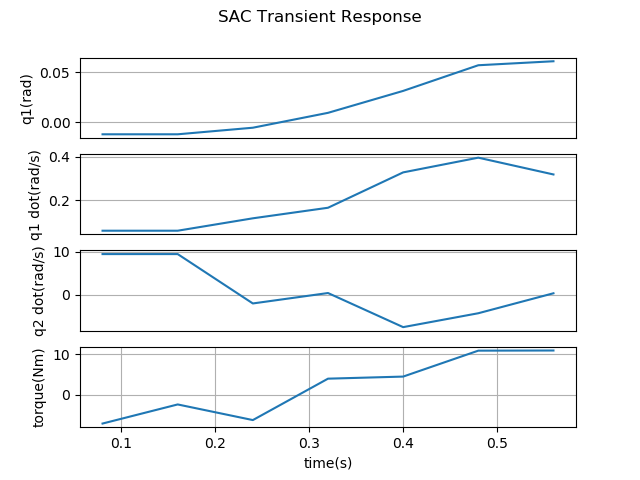 SAC Transient Response
q1(rad)
0.05
0.00
q1 dot(rad/s)
0.4
0.2
q2 dot(rad/s)
10
0
torque(Nm)
10
0
0.1 0.2 0.3 0.4 0.5
time(s)